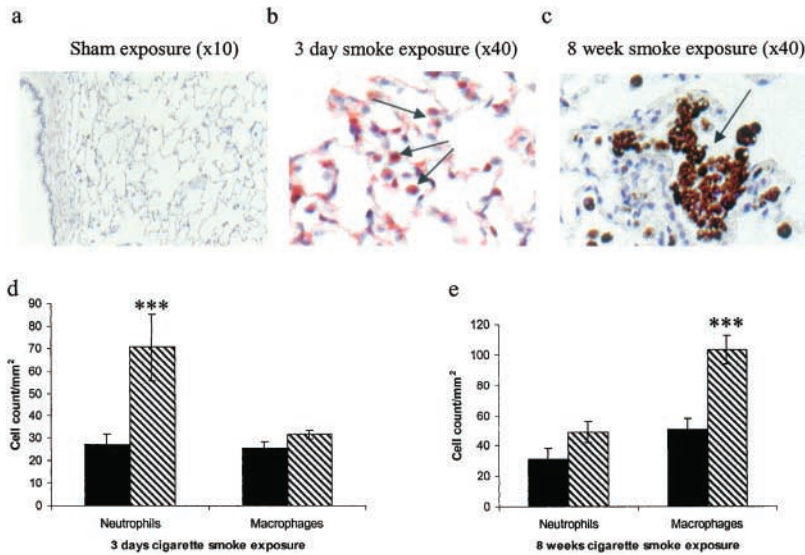 a
b
c
Sham exposure (x10)
3 day smoke exposure (x40)
8 week smoke exposure (x40)
d
90
80
70
60
50
40
30
20
10
0
Cell count/mm²
***
Neutrophils
Macrophages
3 days cigarette smoke exposure
e
120
100
80
60
40
20
0
Cell count/mm²
***
Neutrophils
Macrophages
8 weeks cigarette smoke exposure